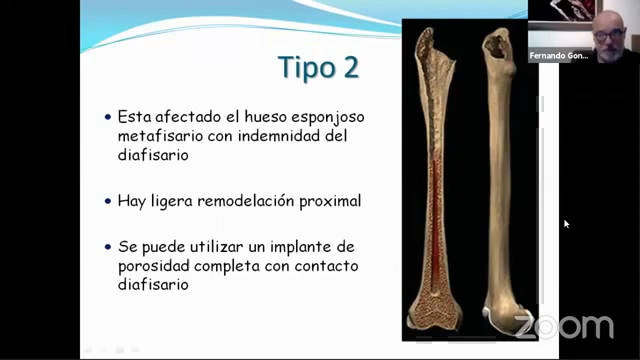 Tipo 2
Fernando Gon...
• Esta afectado el hueso esponjoso
metafisario con indemnidad del
diafisario
• Hay ligera remodelación proximal
• Se puede utilizar un implante de
porosidad completa con contacto
diafisario
zoom